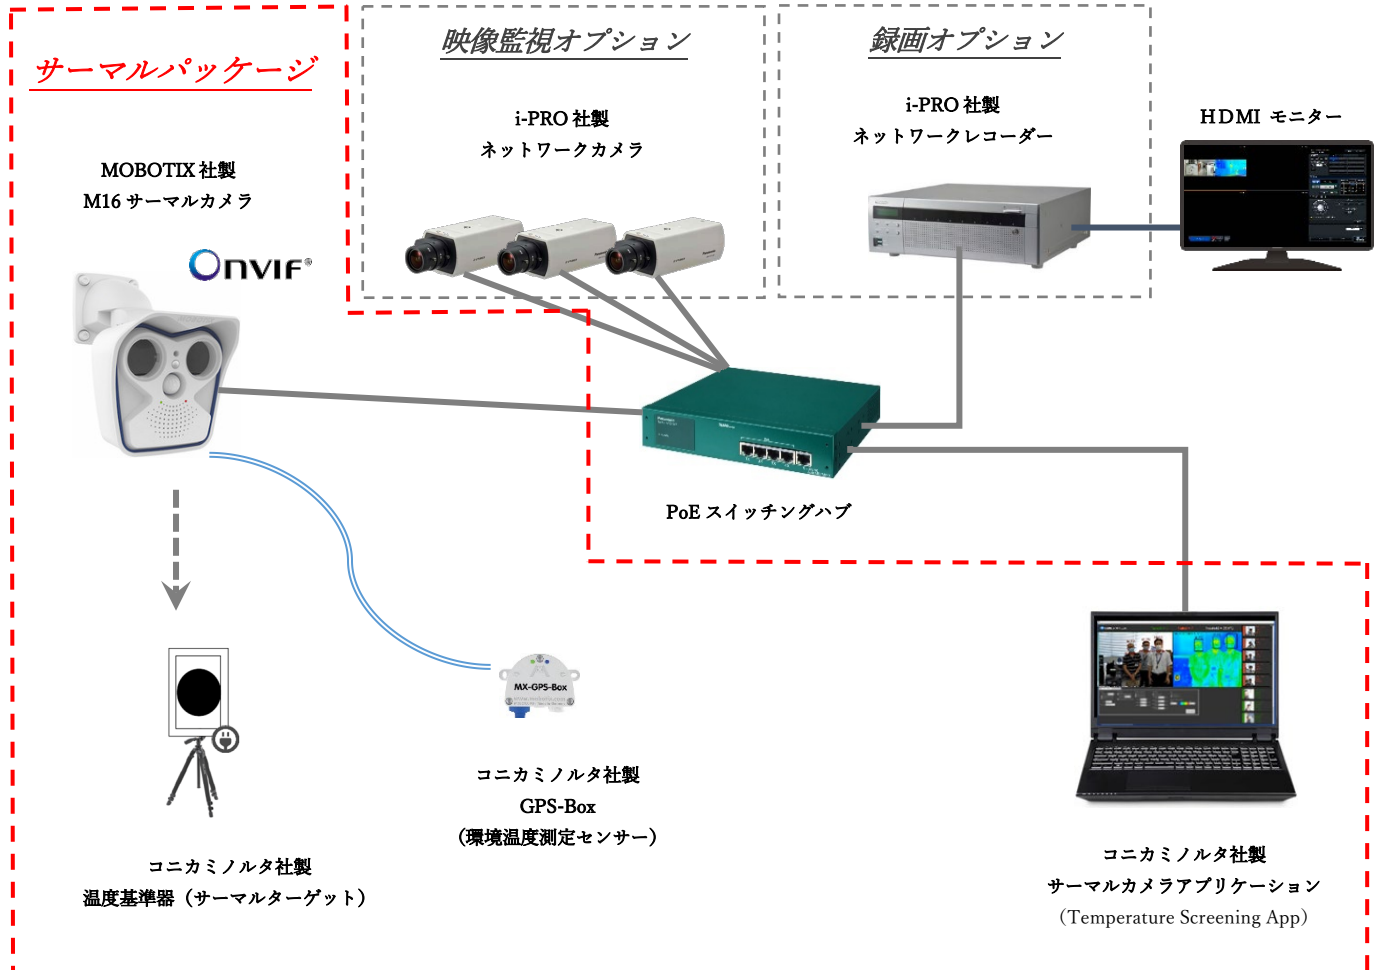 サーマルパッケージ
映像監視オプション
録画オプション
MOBOTIX 社製
M16 サーマルカメラ
ONVIF®
i-PRO 社製
ネットワークカメラ
i-PRO 社製
ネットワークレコーダー
HDMI モニター
PoE スイッチングハブ
MX-GPS-Box
コニカミノルタ社製
GPS-Box
（環境温度測定センサー）
コニカミノルタ社製
温度基準器（サーマルターゲット）
コニカミノルタ社製
サーマルカメラアプリケーション
（Temperature Screening App）